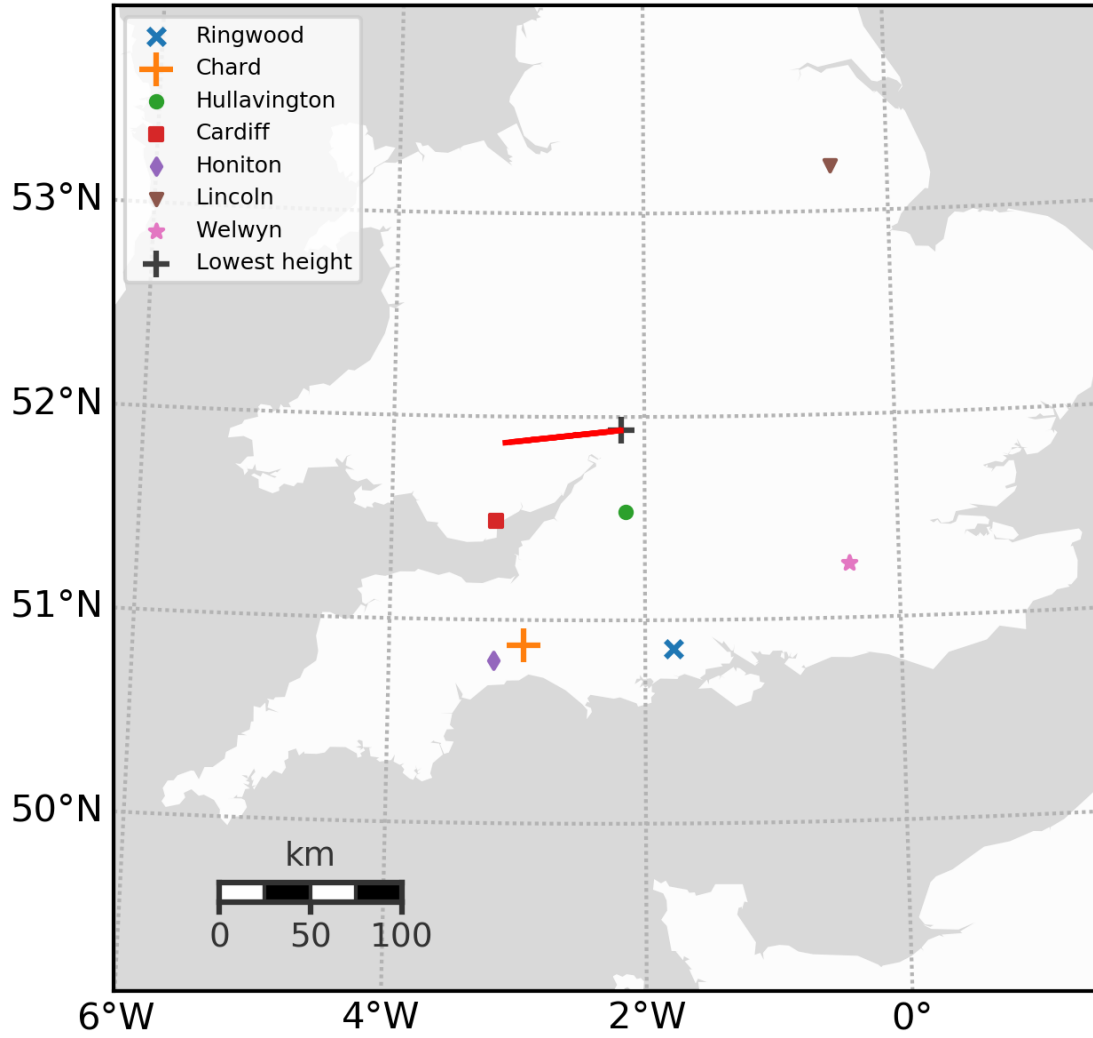 Ringwood
Chard
Hullavington
Cardiff
Honiton
Lincoln
Welwyn
Lowest height
53°N
52°N
51°N
50°N
km
0 50 100
6°W 4°W 2°W 0°